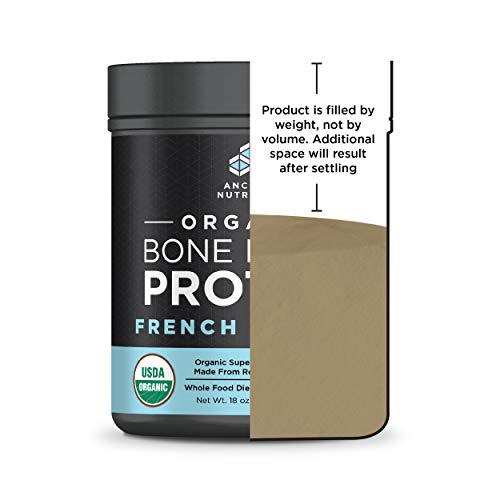 Product is filled by
weight, not by
volume. Additional
space will result
after settling
ANC
NUTR
ORGA
BONE
PROT
FRENCH
USDA
ORGANIC
Organic Supe
Made From Re
Whole Food Die
Net Wt. 18 oz